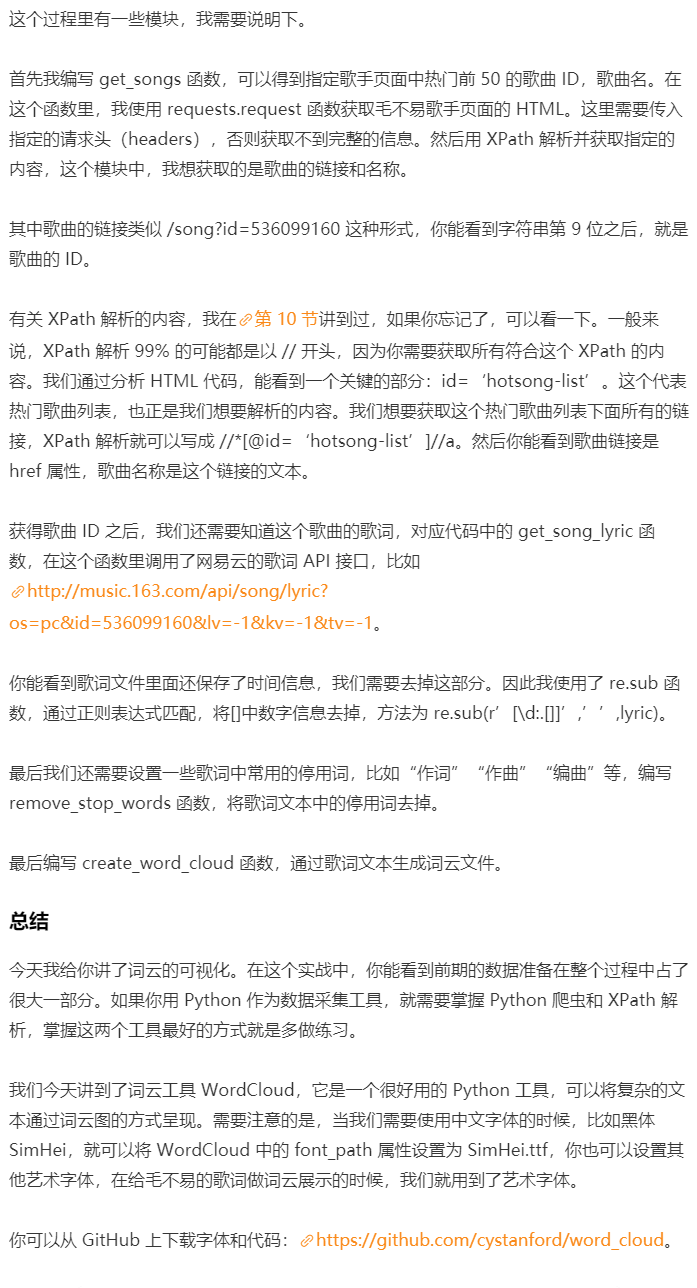 这个过程里有一些模块，我需要说明下。
首先我编写 get_songs 函数，可以得到指定歌手页面中热门前 50 的歌曲 ID，歌曲名。在
这个函数里，我使用 requests.request 函数获取毛不易歌手页面的 HTML。这里需要传入
指定的请求头（headers），否则获取不到完整的信息。然后用 XPath 解析并获取指定的
内容，这个模块中，我想获取的是歌曲的链接和名称。
其中歌曲的链接类似 /song?id=536099160 这种形式，你能看到字符串第 9 位之后，就是
歌曲的 ID。
有关 XPath 解析的内容，我在第 10 节讲到过，如果你忘记了，可以看一下。一般来
说，XPath 解析 99% 的可能都是以 // 开头，因为你需要获取所有符合这个 XPath 的内
容。我们通过分析 HTML 代码，能看到一个关键的部分：id=‘hotsong-list’。这个代表
热门歌曲列表，也正是我们想要解析的内容。我们想要获取这个热门歌曲列表下面所有的链
接，XPath 解析就可以写成 //*[@id=‘hotsong-list’]//a。然后你能看到歌曲链接是
href 属性，歌曲名称是这个链接的文本。
获得歌曲 ID 之后，我们还需要知道这个歌曲的歌词，对应代码中的 get_song_lyric 函
数，在这个函数里调用了网易云的歌词 API 接口，比如
http://music.163.com/api/song/lyric?
os=pc&id=536099160&lv=-1&kv=-1&tv=-1。
你能看到歌词文件里面还保存了时间信息，我们需要去掉这部分。因此我使用了 re.sub 函
数，通过正则表达式匹配，将[]中数字信息去掉，方法为 re.sub(r’[\d:.[]]’,’’,lyric)。
最后我们还需要设置一些歌词中常用的停用词，比如“作词”“作曲”“编曲”等，编写
remove_stop_words 函数，将歌词文本中的停用词去掉。
最后编写 create_word_cloud 函数，通过歌词文本生成词云文件。
总结
今天我给你讲了词云的可视化。在这个实战中，你能看到前期的数据准备在整个过程中占了
很大一部分。如果你用 Python 作为数据采集工具，就需要掌握 Python 爬虫和 XPath 解
析，掌握这两个工具最好的方式就是多做练习。
我们今天讲到了词云工具 WordCloud，它是一个很好用的 Python 工具，可以将复杂的文
本通过词云图的方式呈现。需要注意的是，当我们需要使用中文字体的时候，比如黑体
SimHei，就可以将 WordCloud 中的 font_path 属性设置为 SimHei.ttf，你也可以设置其
他艺术字体，在给毛不易的歌词做词云展示的时候，我们就用到了艺术字体。
你可以从 GitHub 上下载字体和代码：https://github.com/cystanford/word_cloud。